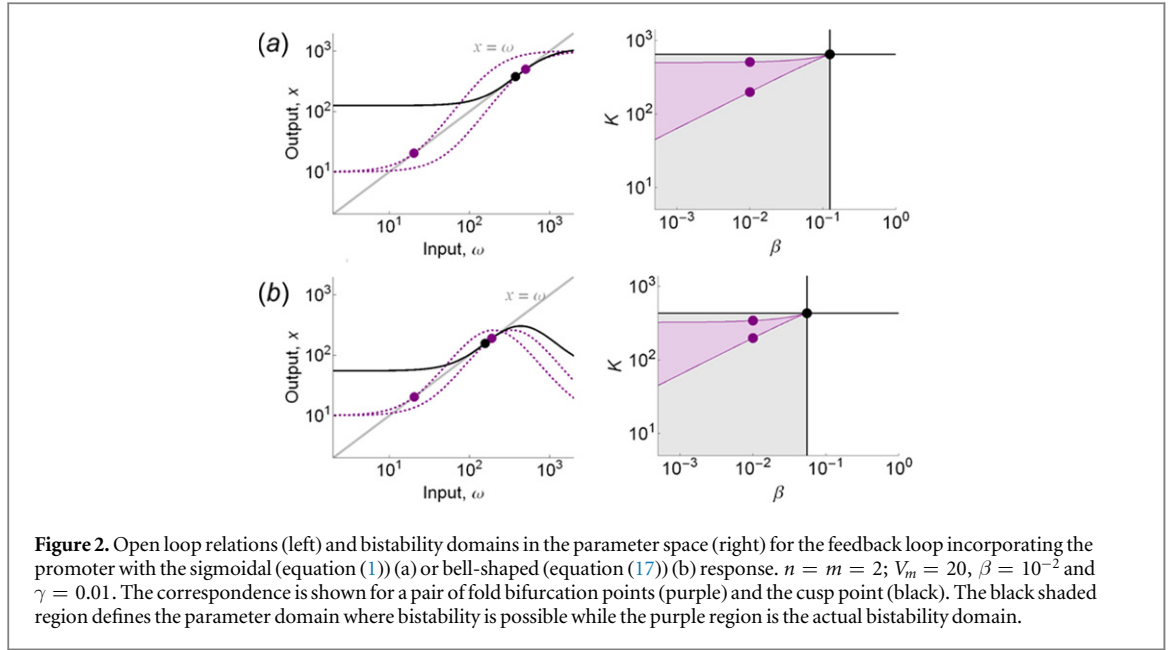 (a)
x = ω
10³
10²
10¹
Output, x
10¹ 10² 10³
Input, ω
10³
10²
10¹
K
10⁻³ 10⁻² 10⁻¹ 10⁰
β
(b)
x = ω
10³
10²
10¹
Output, x
10¹ 10² 10³
Input, ω
10³
10²
10¹
K
10⁻³ 10⁻² 10⁻¹ 10⁰
β
Figure 2. Open loop relations (left) and bistability domains in the parameter space (right) for the feedback loop incorporating the
promoter with the sigmoidal (equation (1)) (a) or bell-shaped (equation (17)) (b) response. n = m = 2; Vₘ = 20, β = 10⁻² and
γ = 0.01. The correspondence is shown for a pair of fold bifurcation points (purple) and the cusp point (black). The black shaded
region defines the parameter domain where bistability is possible while the purple region is the actual bistability domain.